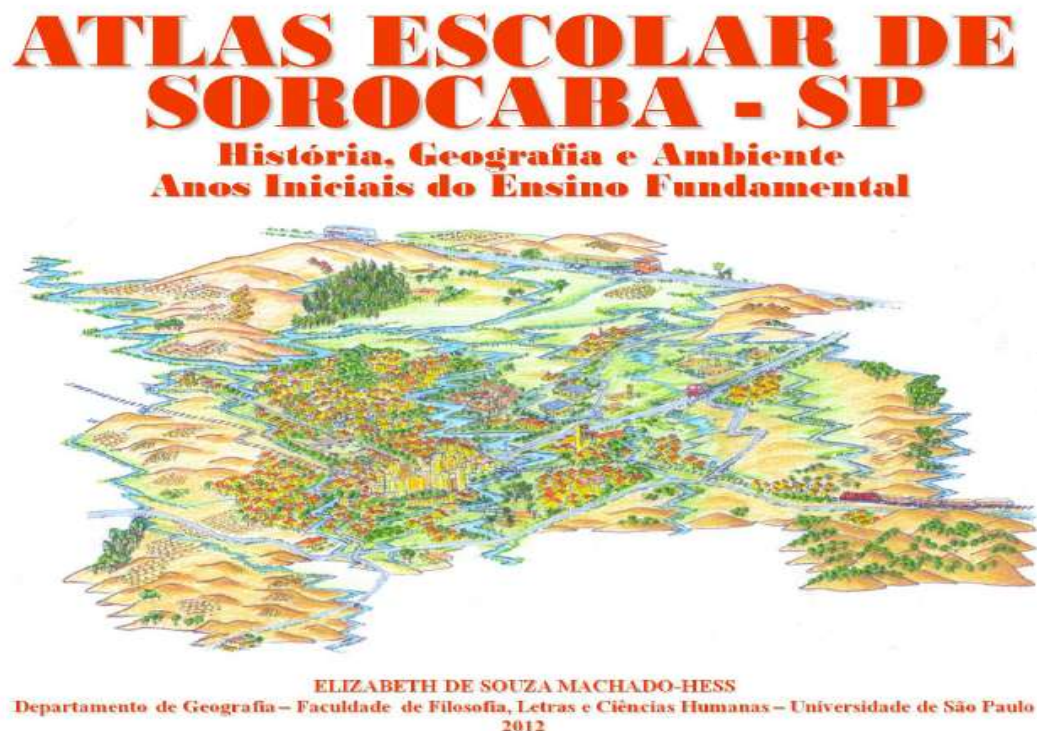 ATLAS ESCOLAR DE
SOROCABA - SP
História, Geografia e Ambiente
Anos Iniciais do Ensino Fundamental
ELIZABETH DE SOUZA MACHADO-HESS
Departamento de Geografia – Faculdade de Filosofia, Letras e Ciências Humanas – Universidade de São Paulo
2012